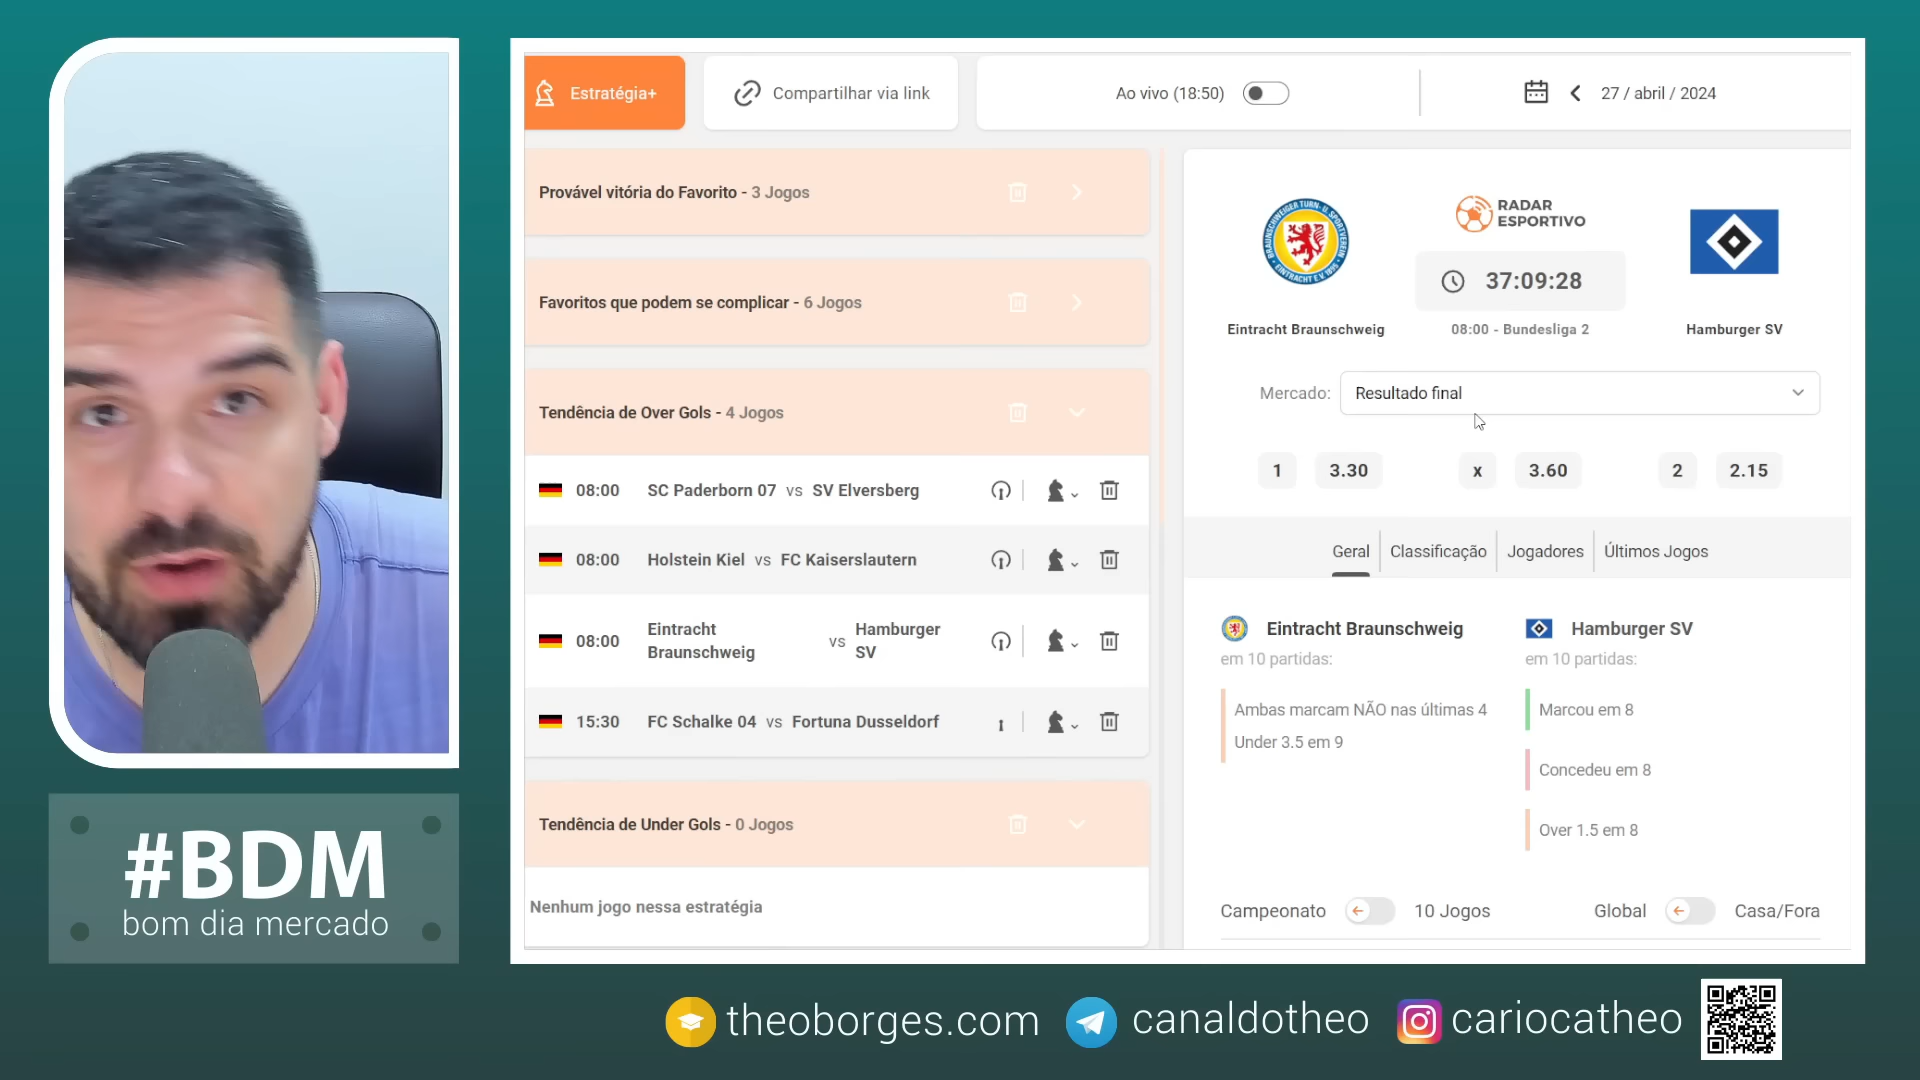 Estratégia+
Compartilhar via link
Ao vivo (18:50)
27 / abril / 2024
Provável vitória do Favorito - 3 Jogos
Favoritos que podem se complicar - 6 Jogos
Tendência de Over Gols - 4 Jogos
08:00 SC Paderborn 07 vs SV Elversberg
08:00 Holstein Kiel vs FC Kaiserslautern
08:00 Eintracht Braunschweig vs Hamburger SV
15:30 FC Schalke 04 vs Fortuna Dusseldorf
Tendência de Under Gols - 0 Jogos
Nenhum jogo nessa estratégia
BRAUNSCHWEIGER TURN- U. SPORTVEREIN
EINTRACHT E.V. 1895
RADAR
ESPORTIVO
37:09:28
Eintracht Braunschweig
08:00 - Bundesliga 2
Hamburger SV
Mercado: Resultado final
1 3.30 x 3.60 2 2.15
Geral Classificação Jogadores Últimos Jogos
Eintracht Braunschweig
em 10 partidas:
Ambas marcam NÃO nas últimas 4
Under 3.5 em 9
Hamburger SV
em 10 partidas:
Marcou em 8
Concedeu em 8
Over 1.5 em 8
Campeonato 10 Jogos Global Casa/Fora
#BDM
bom dia mercado
theoborges.com canaldotheo cariocatheo